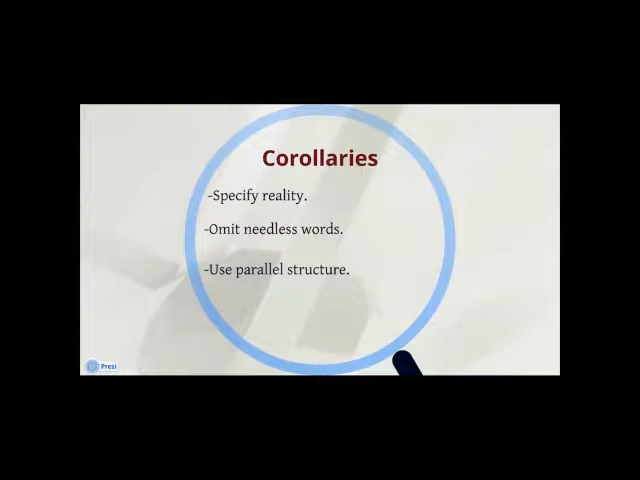 Corollaries
-Specify reality.
-Omit needless words.
-Use parallel structure.
Prezi